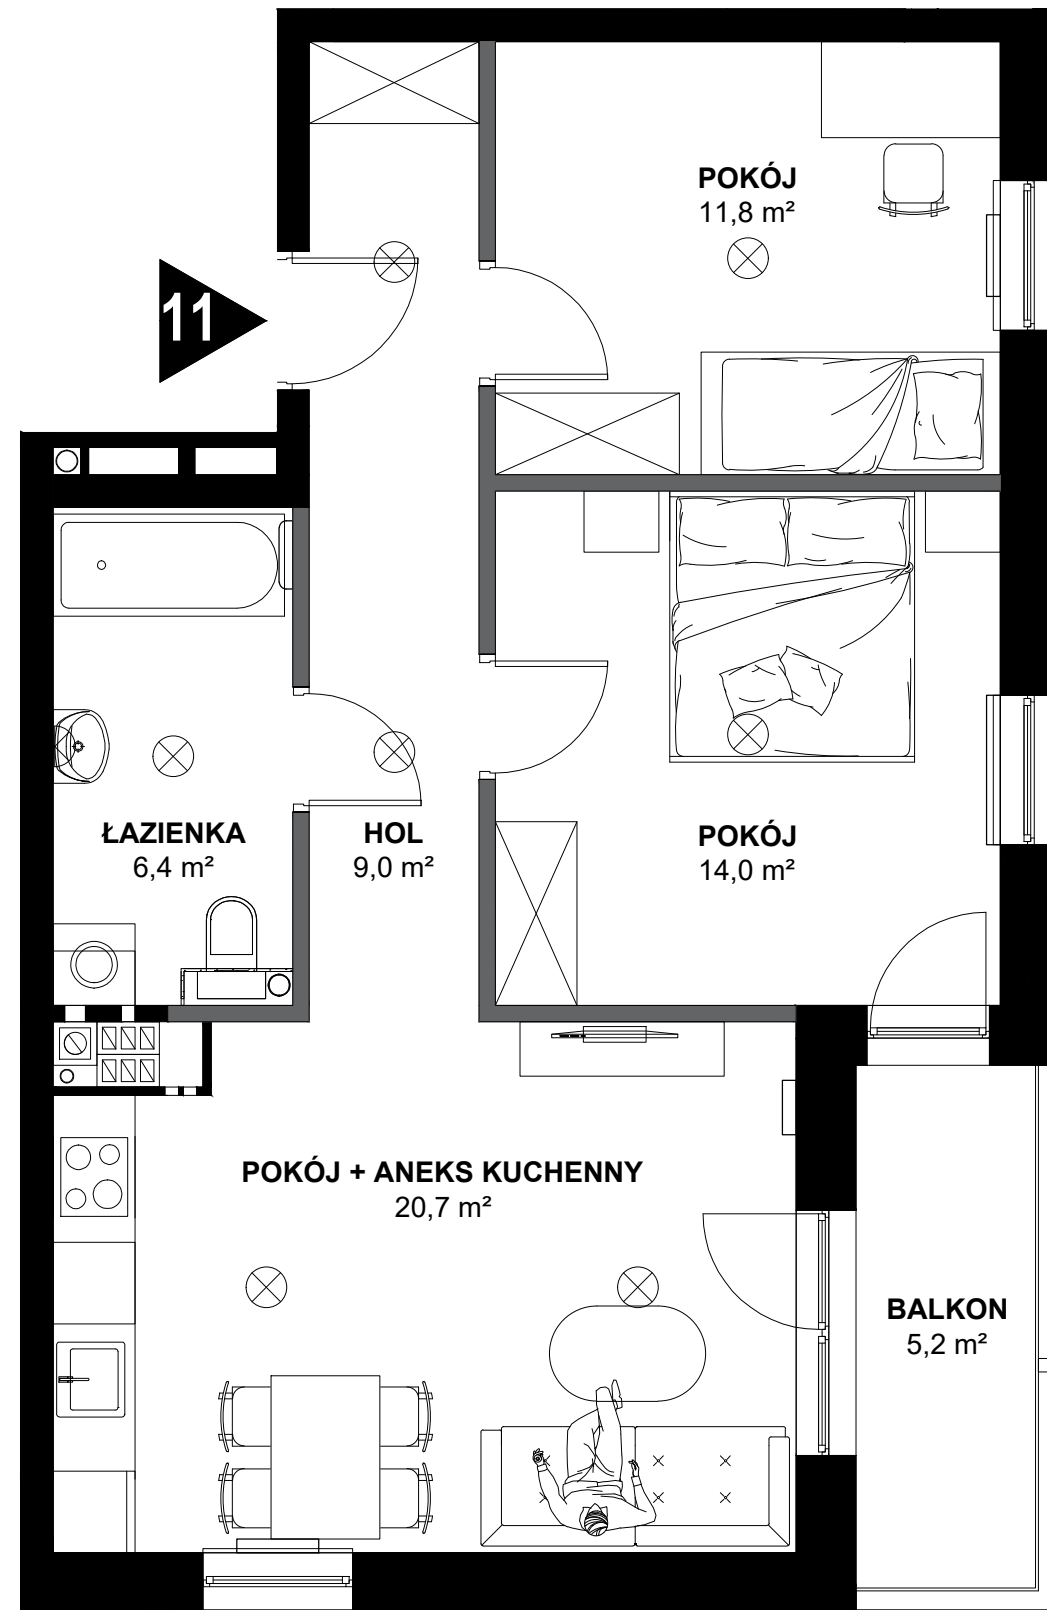 POKÓJ
11,8 m²
11
ŁAZIENKA
6,4 m²
HOL
9,0 m²
POKÓJ
14,0 m²
POKÓJ + ANEKS KUCHENNY
20,7 m²
BALKON
5,2 m²